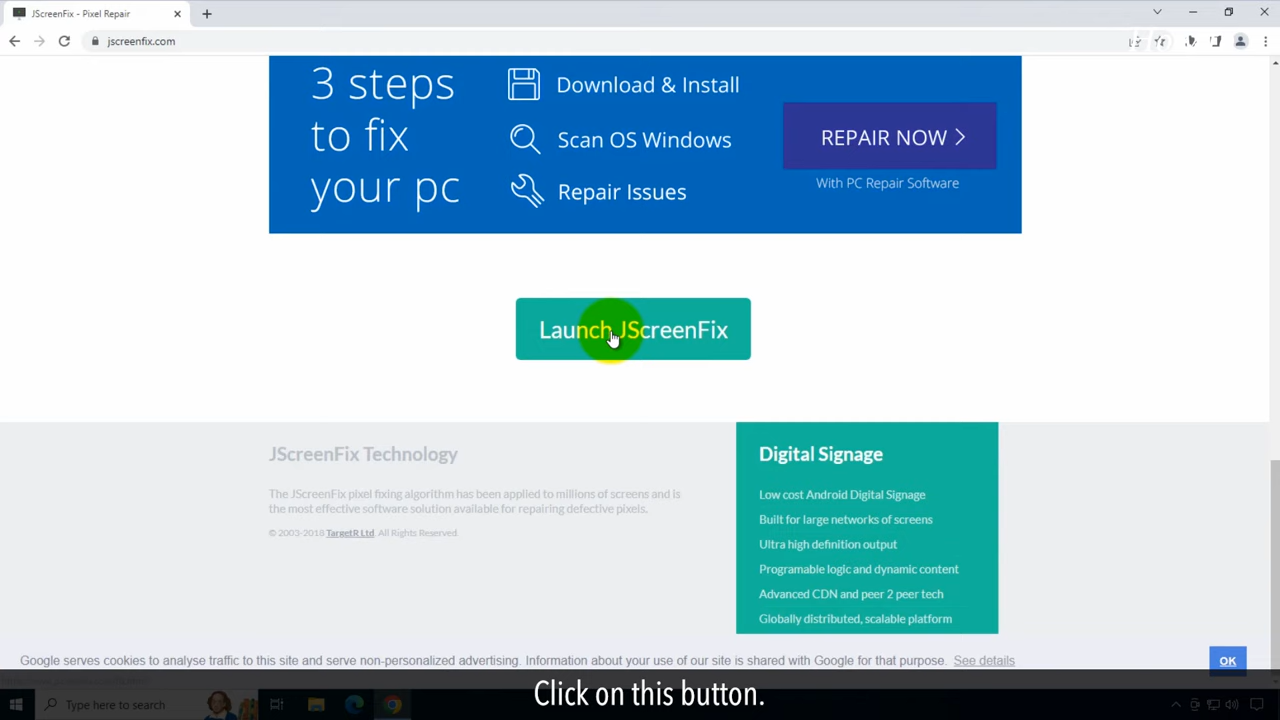 JScreenFix - Pixel Repair
jscreenfix.com
3 steps
to fix
your pc
Download & Install
Scan OS Windows
Repair Issues
REPAIR NOW
With PC Repair Software
Launch JScreenFix
JScreenFix Technology
The JScreenFix pixel fixing algorithm has been applied to millions of screens and is
the most effective software solution available for repairing defective pixels.
© 2003-2018 TargetR Ltd. All Rights Reserved.
Digital Signage
Low cost Android Digital Signage
Built for large networks of screens
Ultra high definition output
Programable logic and dynamic content
Advanced CDN and peer 2 peer tech
Globally distributed, scalable platform
Google serves cookies to analyse traffic to this site and serve non-personalized advertising. Information about your use of our site is shared with Google for that purpose. See details
OK
Click on this button.
Type here to search